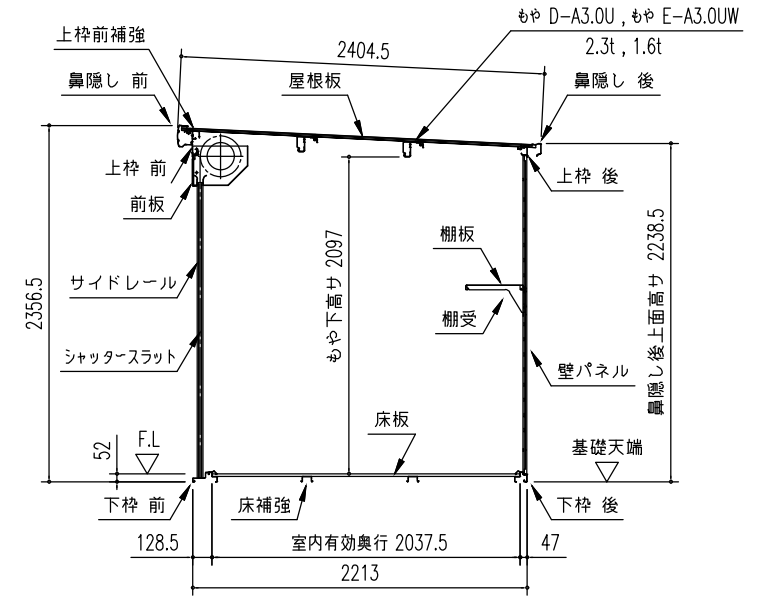 もや D-A3.0U , もや E-A3.0UW
2.3t , 1.6t
上枠前補強
2404.5
鼻隠し 前
屋根板
鼻隠し 後
上枠 前
上枠 後
前板
2356.5
もや下高サ 2097
鼻隠し後上面高サ 2238.5
棚板
サイドレール
棚受
シャッタースラット
壁パネル
床板
52
F.L
基礎天端
下枠 前
床補強
下枠 後
128.5
室内有効奥行 2037.5
47
2213